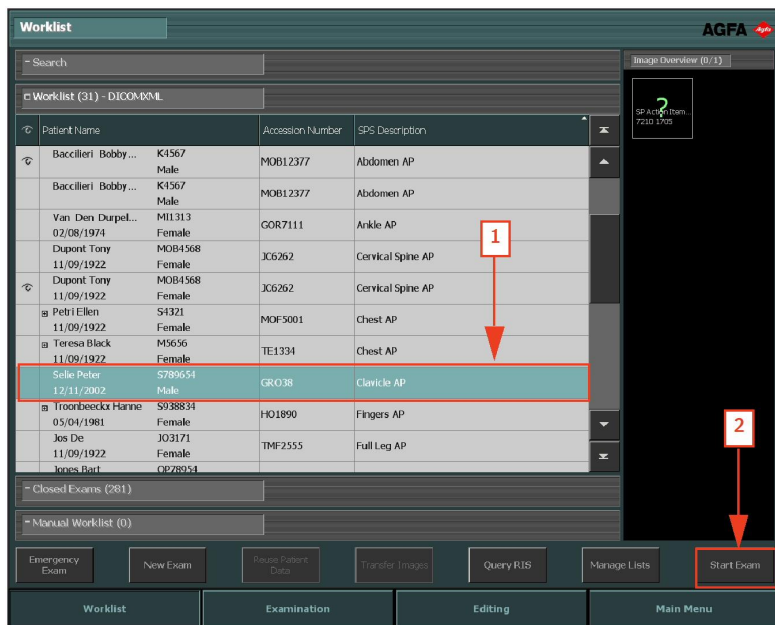 Worklist
AGFA
Agfa
- Search
Image Overview (0/1)
Worklist (31) - DICOMXML
?
SP Action Item...
7210 1705
Patient Name Accession Number SPS Description
Baccilieri Bobby... K4567 MOB12377 Abdomen AP
Male
Baccilieri Bobby... K4567 MOB12377 Abdomen AP
Male
Van Den Durpel... MI1313 GOR7111 Ankle AP
02/08/1974 Female
1
Dupont Tony MOB4568 JC6262 Cervical Spine AP
11/09/1922 Female
Dupont Tony MOB4568 JC6262 Cervical Spine AP
11/09/1922 Female
Petri Ellen S4321 MOF5001 Chest AP
11/09/1922 Female
Teresa Black M5656 TE1334 Chest AP
11/09/1922 Female
Selie Peter S789654 GRO38 Clavicle AP
12/11/2002 Male
Troonbeeckx Hanne S938834 HO1890 Fingers AP
05/04/1981 Female
2
Jos De JO3171 TMF2555 Full Leg AP
11/09/1922 Female
Jones Bart OP78954
- Closed Exams (281)
- Manual Worklist (0)
Emergency
Exam
New Exam
Reuse Patient
Data
Transfer Images
Query RIS
Manage Lists
Start Exam
Worklist Examination Editing Main Menu